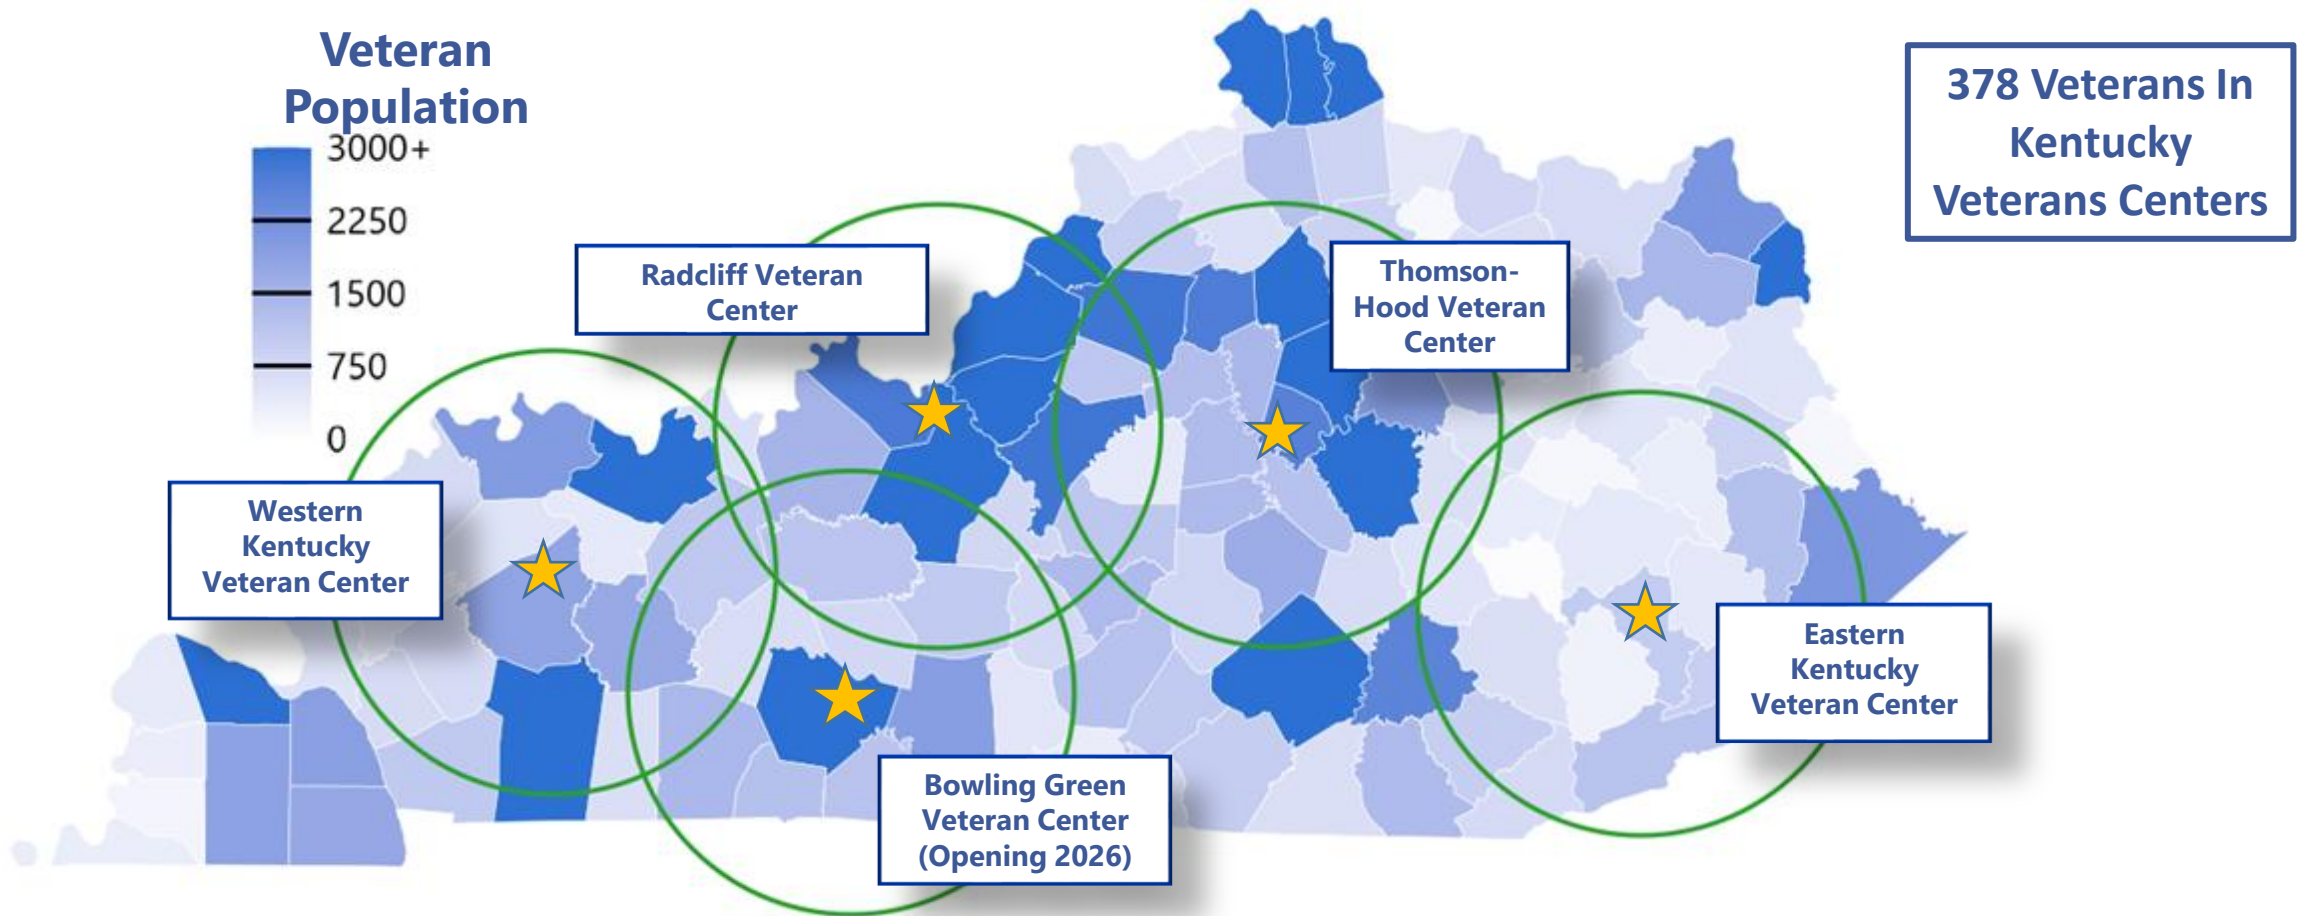 Veteran
Population
3000+
2250
1500
750
0
378 Veterans In
Kentucky
Veterans Centers
Radcliff Veteran
Center
Thomson-
Hood Veteran
Center
Western
Kentucky
Veteran Center
Eastern
Kentucky
Veteran Center
Bowling Green
Veteran Center
(Opening 2026)